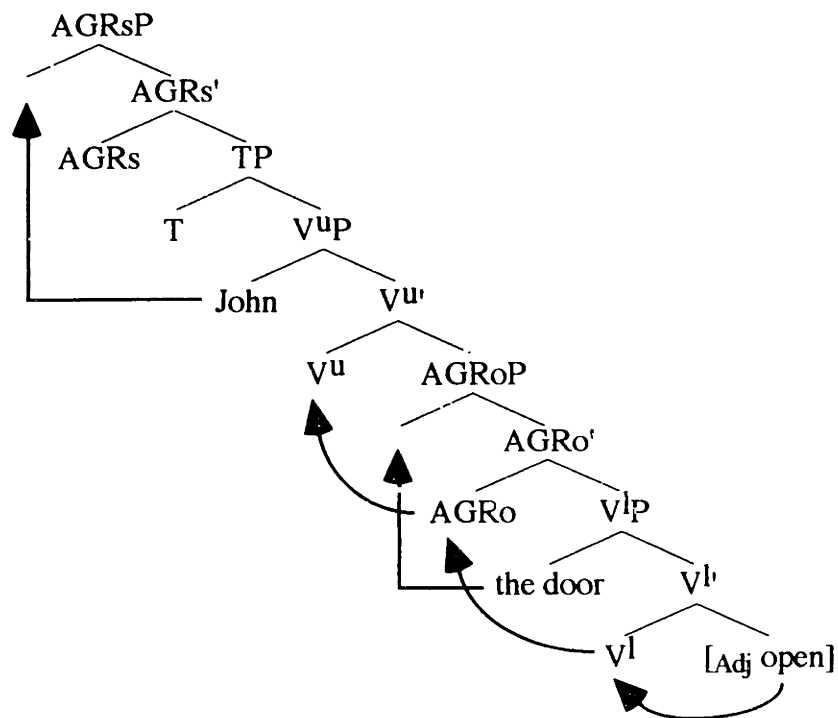 AGRsP
AGRs'
AGRs TP
T VuP
John Vu'
Vu AGRoP
AGRo'
AGRo VlP
the door Vl'
Vl [Adj open]